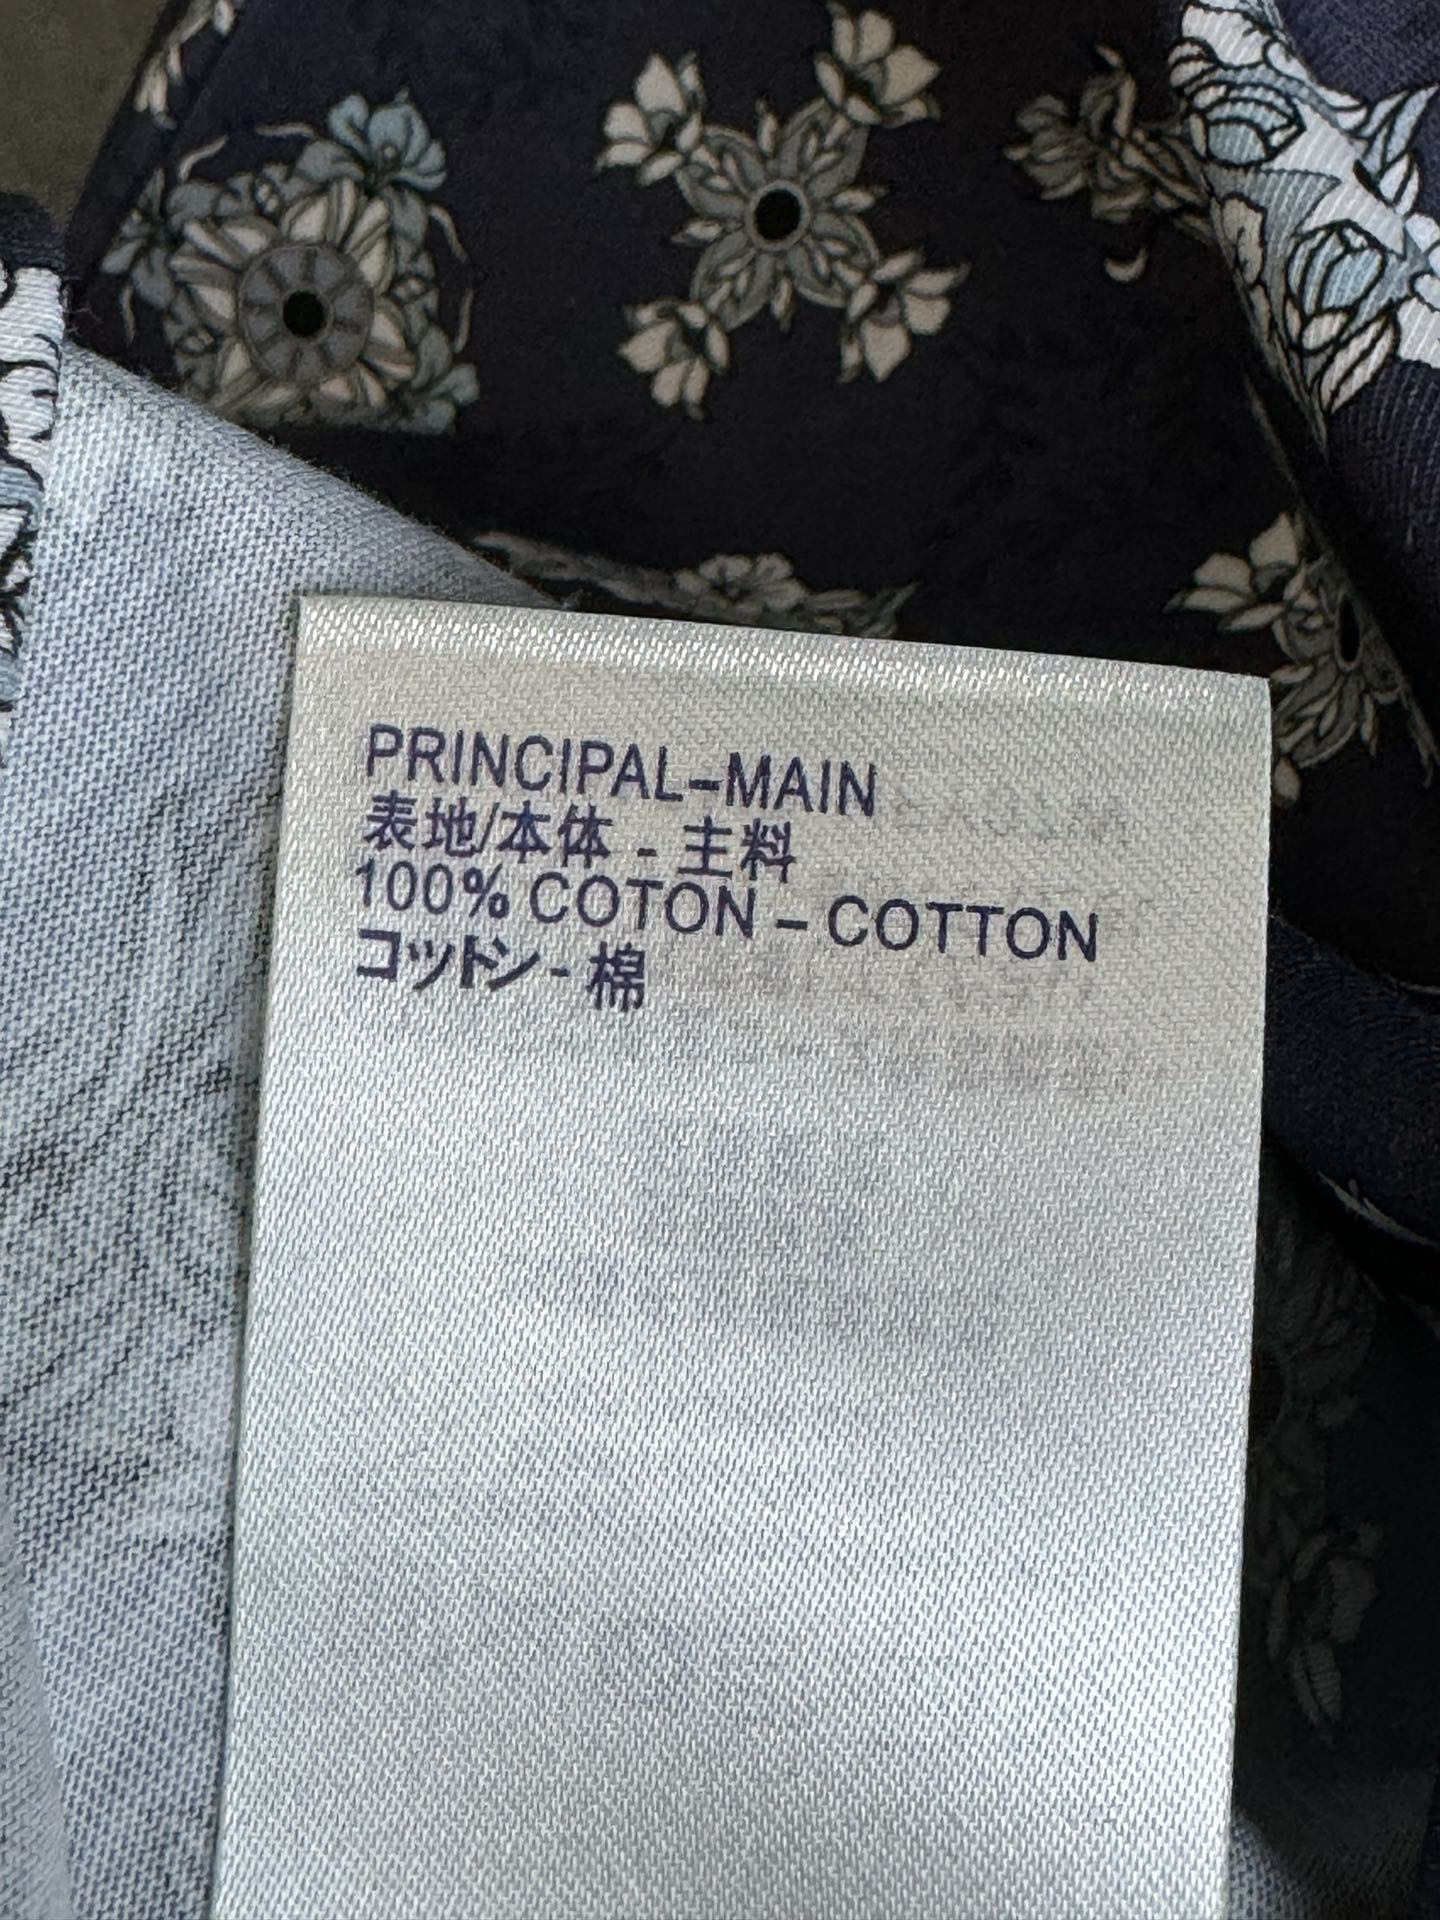 PRINCIPAL-MAIN
表地/本体 - 主料
100% COTON - COTTON
コットン - 棉